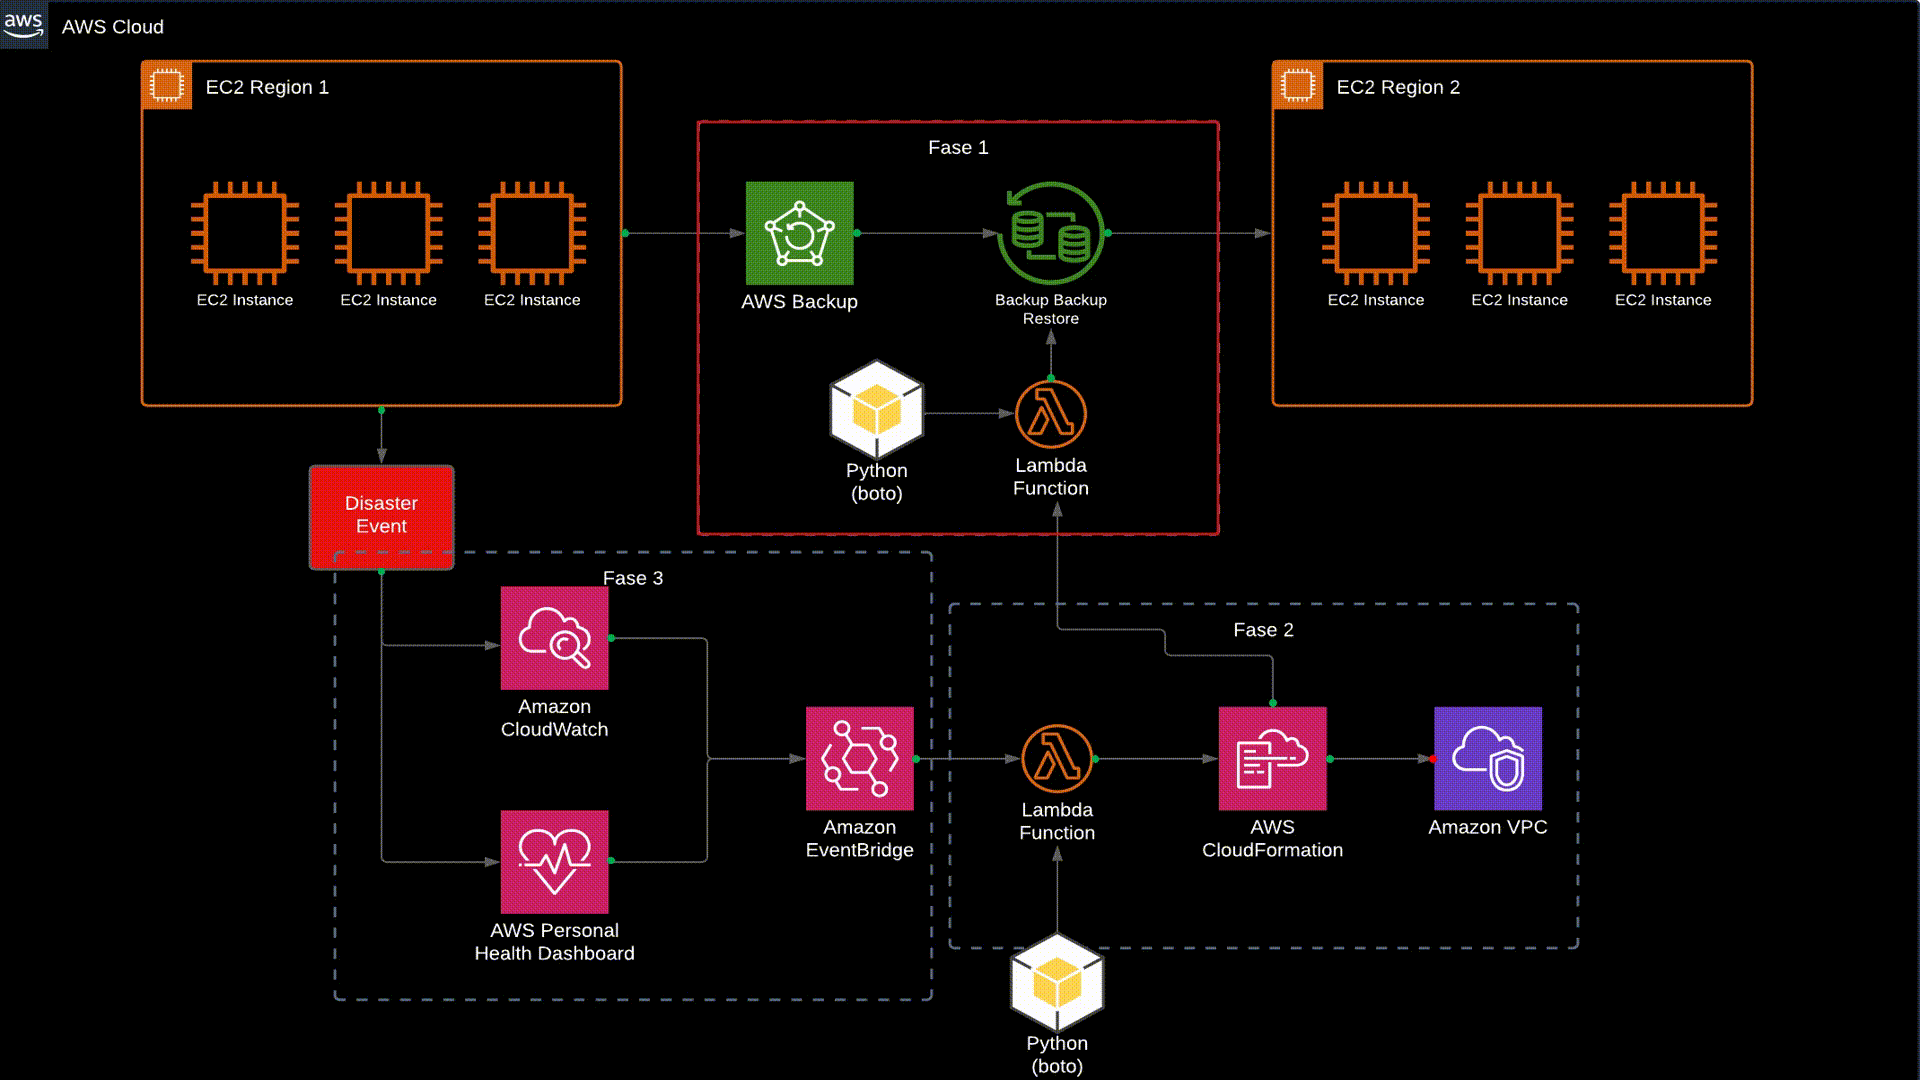 aws
AWS Cloud
EC2 Region 1
EC2 Instance
EC2 Instance
EC2 Instance
Fase 1
AWS Backup
Backup Backup
Restore
Python
(boto)
Lambda
Function
EC2 Region 2
EC2 Instance
EC2 Instance
EC2 Instance
Disaster
Event
Fase 3
Amazon
CloudWatch
AWS Personal
Health Dashboard
Amazon
EventBridge
Fase 2
Lambda
Function
AWS
CloudFormation
Amazon VPC
Python
(boto)